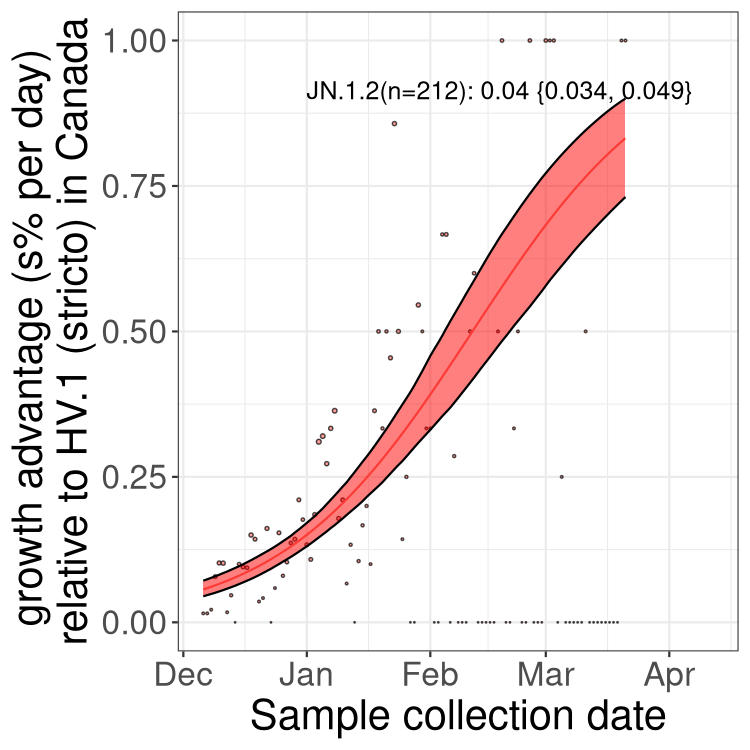 growth advantage (s% per day)
relative to HV.1 (stricto) in Canada
1.00
0.75
0.50
0.25
0.00
JN.1.2(n=212): 0.04 {0.034, 0.049}
Dec Jan Feb Mar Apr
Sample collection date